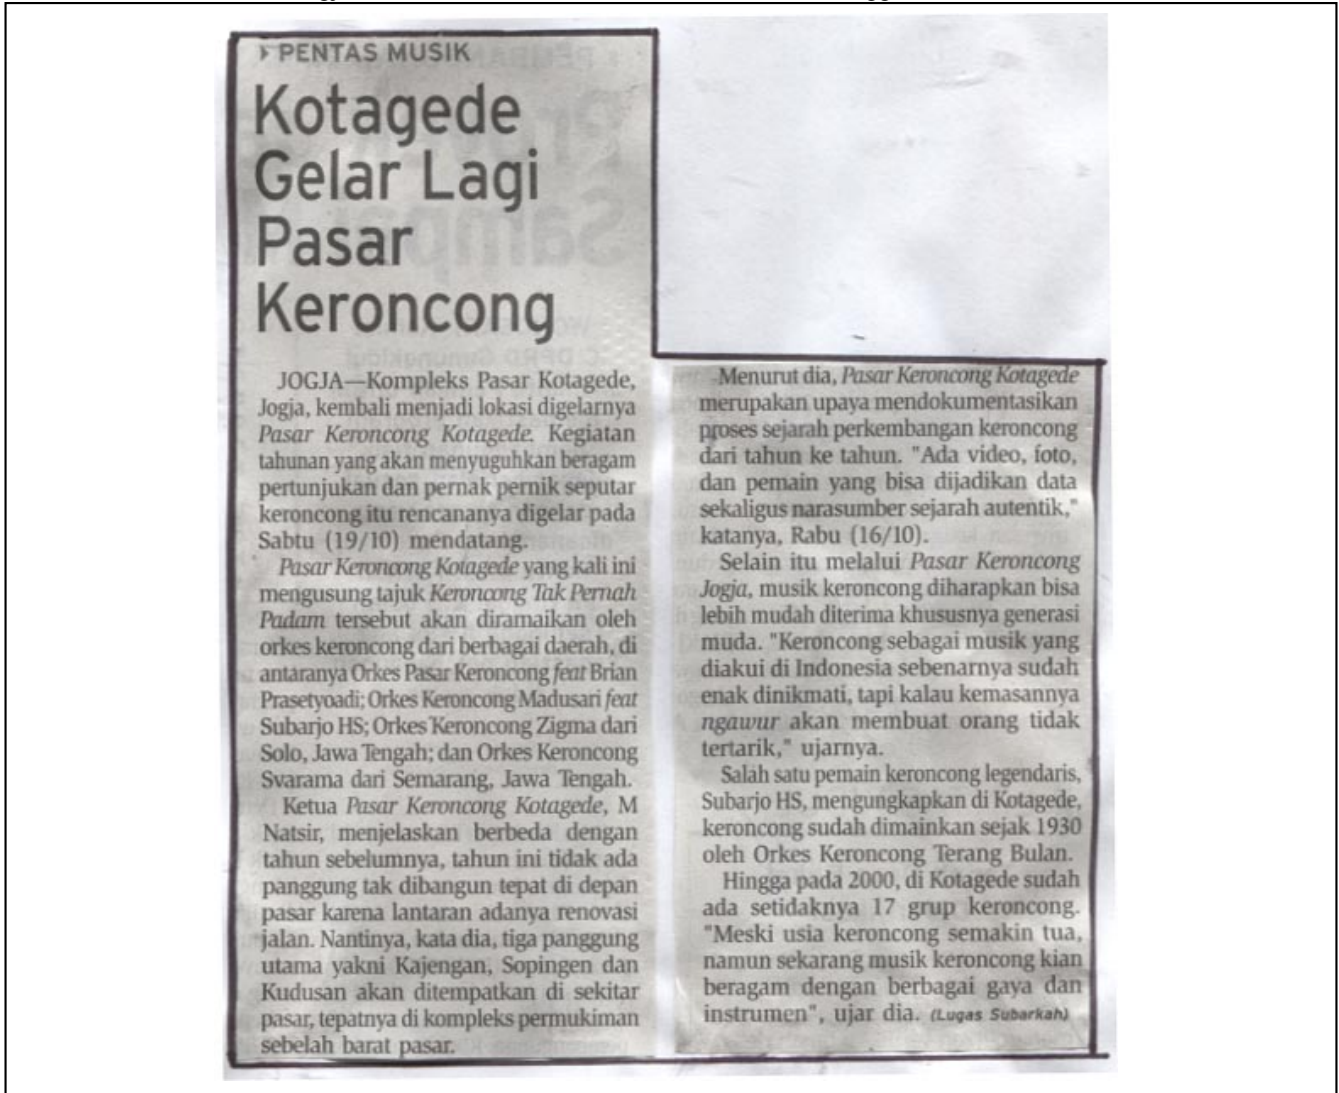 PENTAS MUSIK
Kotagede
Gelar Lagi
Pasar
Keroncong
JOGJA—Kompleks Pasar Kotagede,
Jogja, kembali menjadi lokasi digelarnya
Pasar Keroncong Kotagede. Kegiatan
tahunan yang akan menyuguhkan beragam
pertunjukan dan pernak pernik seputar
keroncong itu rencananya digelar pada
Sabtu (19/10) mendatang.
Pasar Keroncong Kotagede yang kali ini
mengusung tajuk Keroncong Tak Pernah
Padam tersebut akan diramaikan oleh
orkes keroncong dari berbagai daerah, di
antaranya Orkes Pasar Keroncong feat Brian
Prasetyoadi; Orkes Keroncong Madusari feat
Subarjo HS; Orkes Keroncong Zigma dari
Solo, Jawa Tengah; dan Orkes Keroncong
Svarama dari Semarang, Jawa Tengah.
Ketua Pasar Keroncong Kotagede, M
Natsir, menjelaskan berbeda dengan
tahun sebelumnya, tahun ini tidak ada
panggung tak dibangun tepat di depan
pasar karena lantaran adanya renovasi
jalan. Nantinya, kata dia, tiga panggung
utama yakni Kajengan, Sopingen dan
Kudusan akan ditempatkan di sekitar
pasar, tepatnya di kompleks permukiman
sebelah barat pasar.
Menurut dia, Pasar Keroncong Kotagede
merupakan upaya mendokumentasikan
proses sejarah perkembangan keroncong
dari tahun ke tahun. "Ada video, foto,
dan pemain yang bisa dijadikan data
sekaligus narasumber sejarah autentik,"
katanya, Rabu (16/10).
Selain itu melalui Pasar Keroncong
Jogja, musik keroncong diharapkan bisa
lebih mudah diterima khususnya generasi
muda. "Keroncong sebagai musik yang
diakui di Indonesia sebenarnya sudah
enak dinikmati, tapi kalau kemasannya
ngawur akan membuat orang tidak
tertarik," ujarnya.
Salah satu pemain keroncong legendaris,
Subarjo HS, mengungkapkan di Kotagede,
keroncong sudah dimainkan sejak 1930
oleh Orkes Keroncong Terang Bulan.
Hingga pada 2000, di Kotagede sudah
ada setidaknya 17 grup keroncong.
"Meski usia keroncong semakin tua,
namun sekarang musik keroncong kian
beragam dengan berbagai gaya dan
instrumen", ujar dia. (Lugas Subarkah)